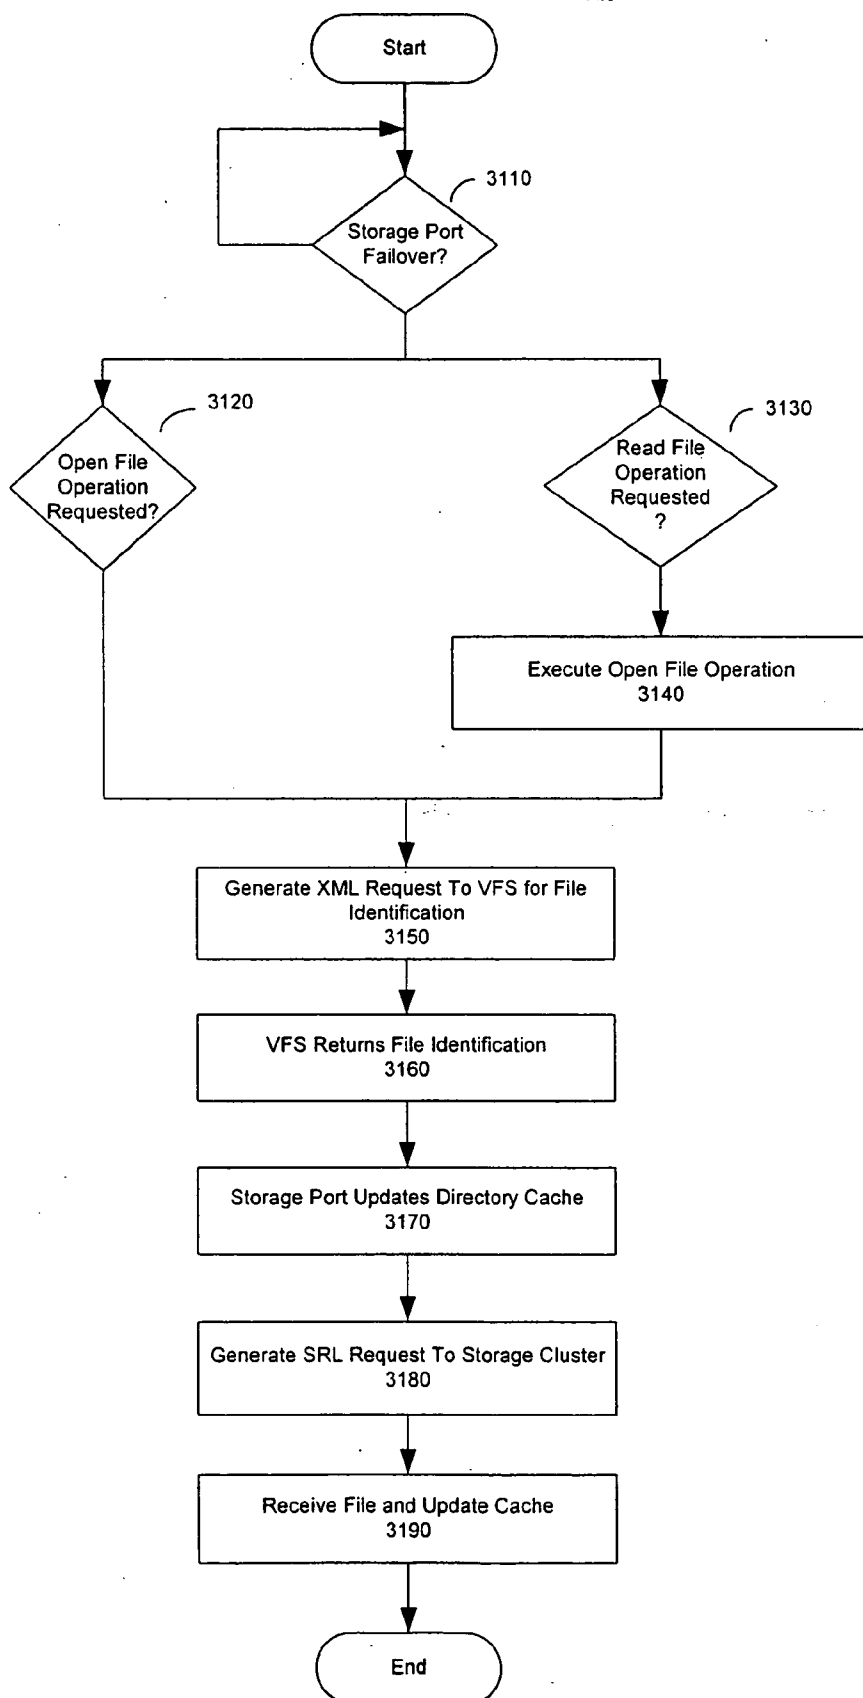 Start
3110
Storage Port
Failover?
3120
Open File
Operation
Requested?
3130
Read File
Operation
Requested
?
Execute Open File Operation
3140
Generate XML Request To VFS for File
Identification
3150
VFS Returns File Identification
3160
Storage Port Updates Directory Cache
3170
Generate SRL Request To Storage Cluster
3180
Receive File and Update Cache
3190
End